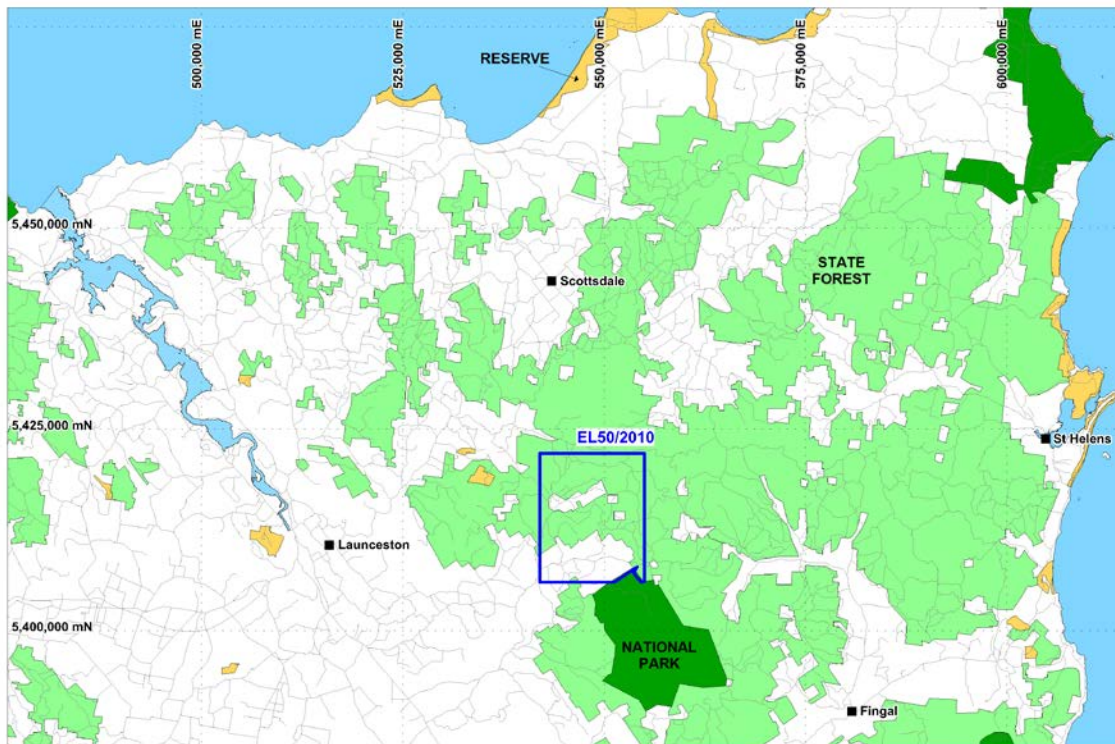 500,000 mE
525,000 mE
550,000 mE
575,000 mE
600,000 mE
RESERVE
5,450,000 mN
STATE
FOREST
Scottsdale
5,425,000 mN
EL50/2010
St Helens
Launceston
5,400,000 mN
NATIONAL
PARK
Fingal